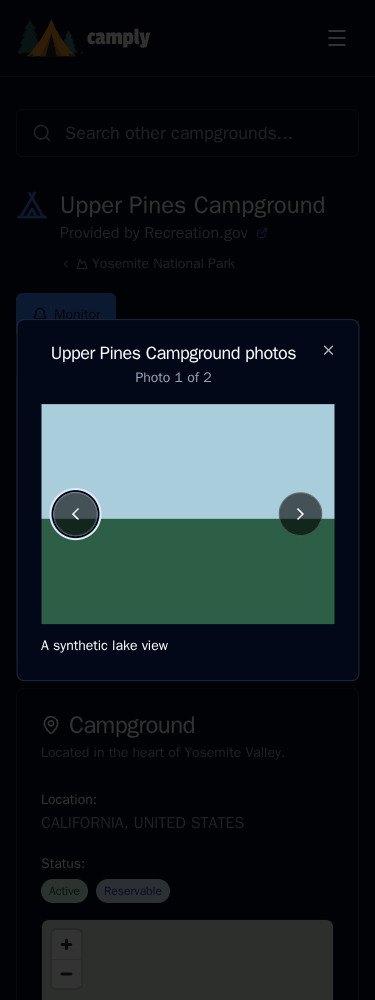 camply
Search other campgrounds...
Upper Pines Campground
Provided by Recreation.gov
Yosemite National Park
Monitor
Upper Pines Campground photos
Photo 1 of 2
A synthetic lake view
Campground
Located in the heart of Yosemite Valley.
Location:
CALIFORNIA, UNITED STATES
Status:
Active Reservable
+
−